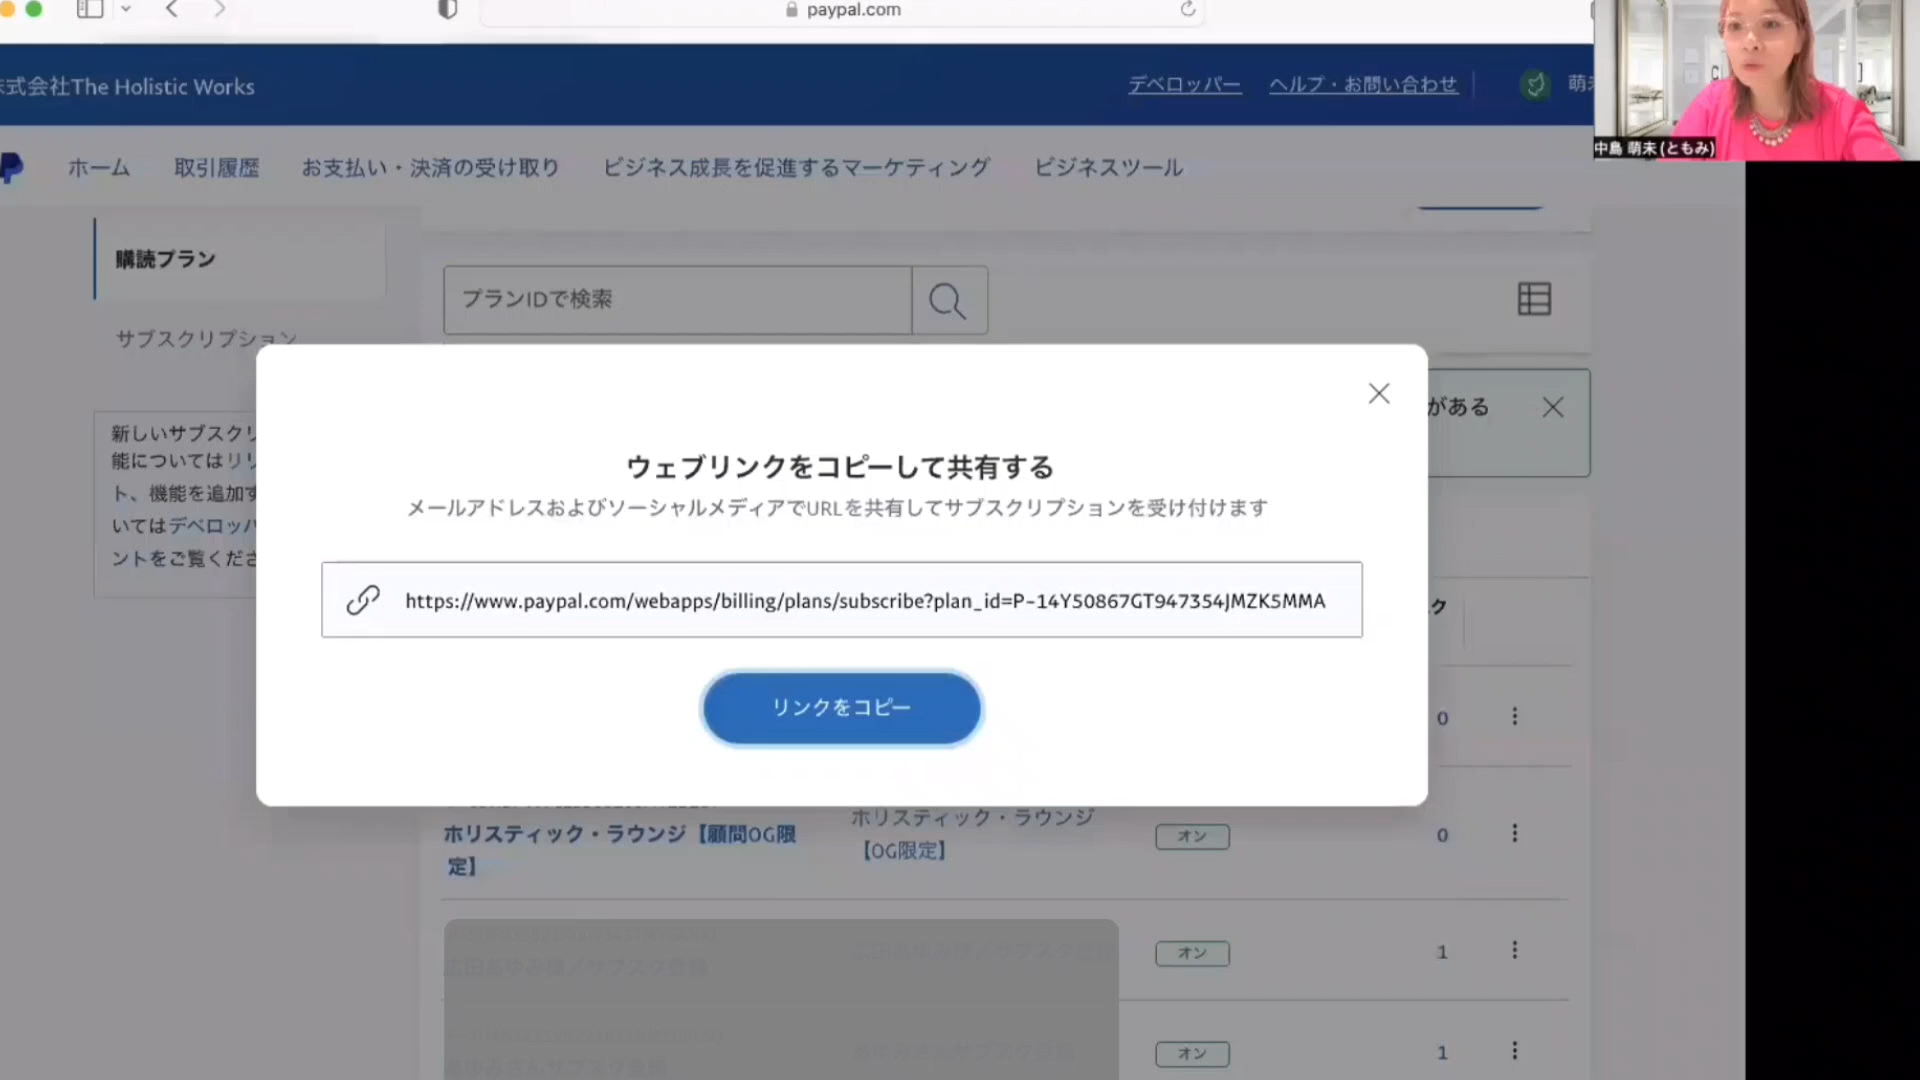 paypal.com
式会社The Holistic Works
デベロッパー
ヘルプ・お問い合わせ
萌
中島 萌未(ともみ)
ホーム
取引履歴
お支払い・決済の受け取り
ビジネス成長を促進するマーケティング
ビジネスツール
購読プラン
サブスクリプション
プランIDで検索
新しいサブスクリ
能についてはリリ
ト、機能を追加す
いてはデベロッパ
ントをご覧くださ
がある
ウェブリンクをコピーして共有する
メールアドレスおよびソーシャルメディアでURLを共有してサブスクリプションを受け付けます
https://www.paypal.com/webapps/billing/plans/subscribe?plan_id=P-14Y50867GT947354JMZK5MMA
リンクをコピー
ク
0
ホリスティック・ラウンジ【顧問OG限
定】
ホリスティック・ラウンジ
【OG限定】
オン
0
オン
1
オン
1